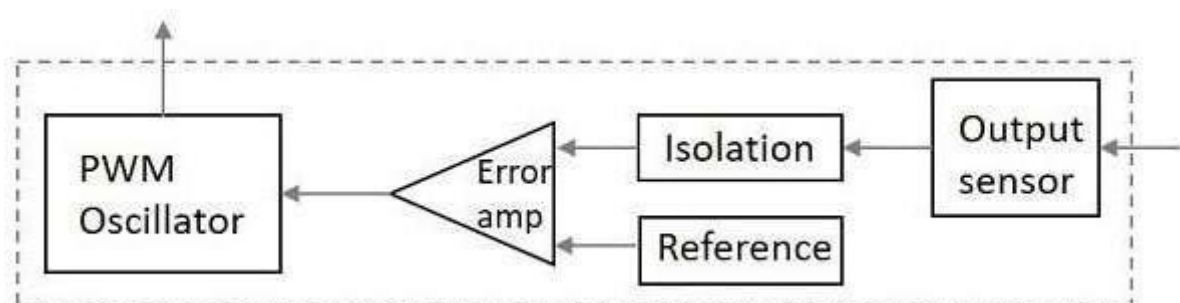 PWM
Oscillator
Error
amp
Isolation
Reference
Output
sensor